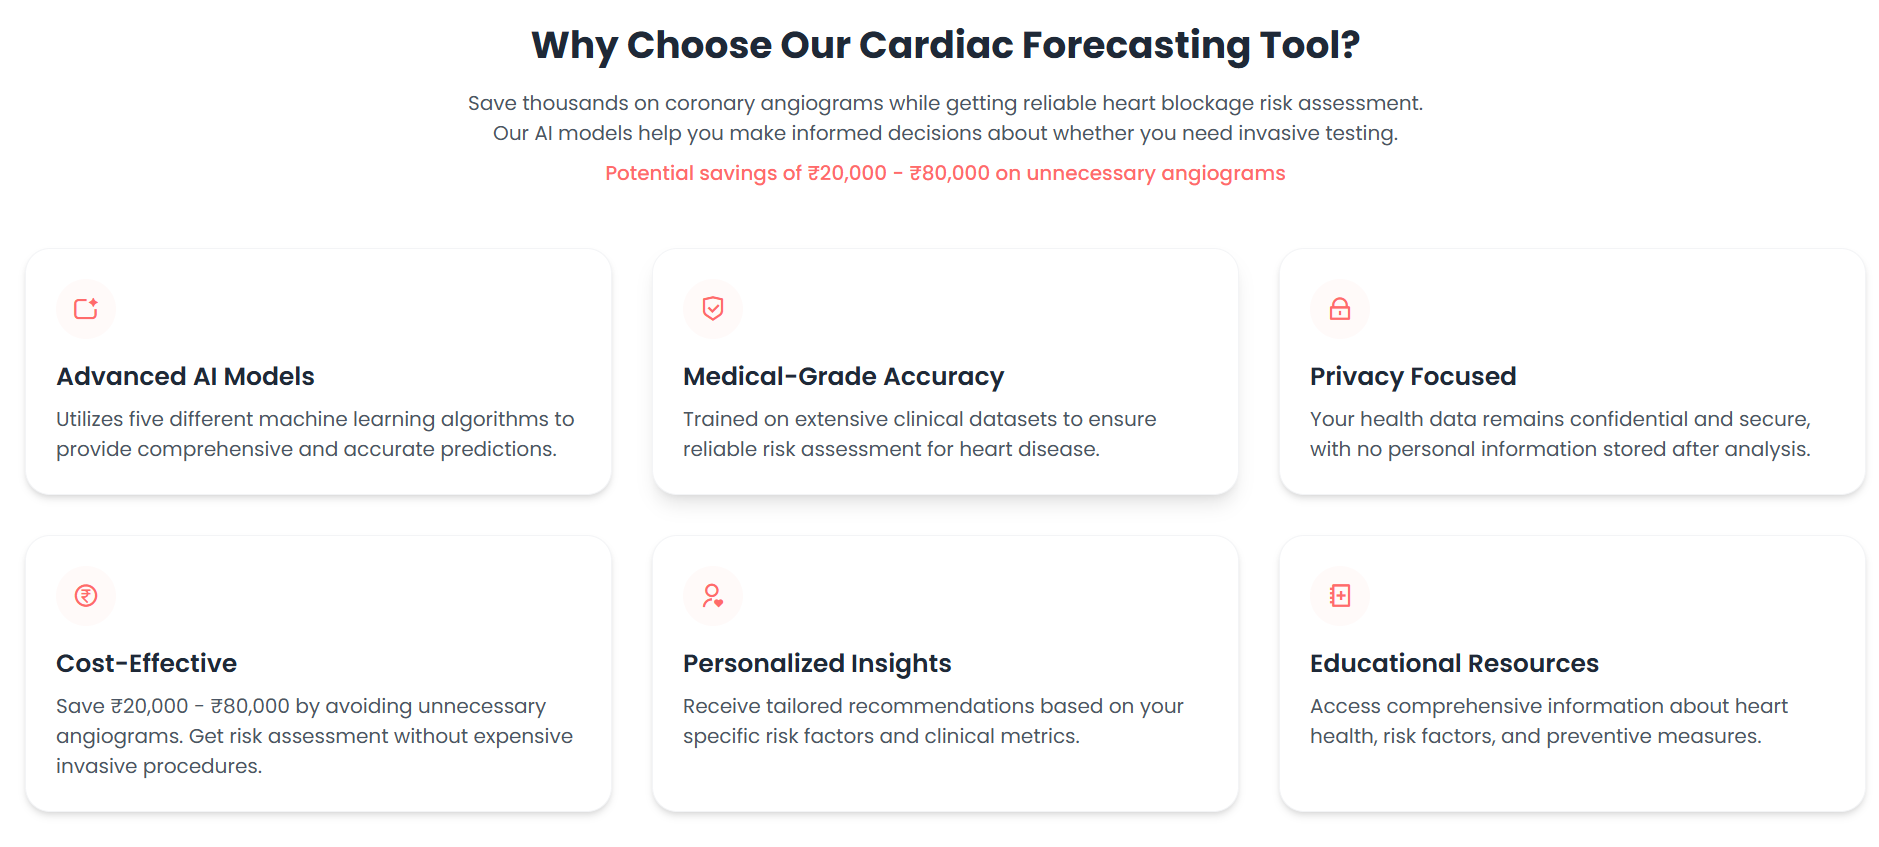 Why Choose Our Cardiac Forecasting Tool?
Save thousands on coronary angiograms while getting reliable heart blockage risk assessment.
Our AI models help you make informed decisions about whether you need invasive testing.
Potential savings of ₹20,000 - ₹80,000 on unnecessary angiograms
Advanced AI Models
Utilizes five different machine learning algorithms to
provide comprehensive and accurate predictions.
Medical-Grade Accuracy
Trained on extensive clinical datasets to ensure
reliable risk assessment for heart disease.
Privacy Focused
Your health data remains confidential and secure,
with no personal information stored after analysis.
Cost-Effective
Save ₹20,000 - ₹80,000 by avoiding unnecessary
angiograms. Get risk assessment without expensive
invasive procedures.
Personalized Insights
Receive tailored recommendations based on your
specific risk factors and clinical metrics.
Educational Resources
Access comprehensive information about heart
health, risk factors, and preventive measures.